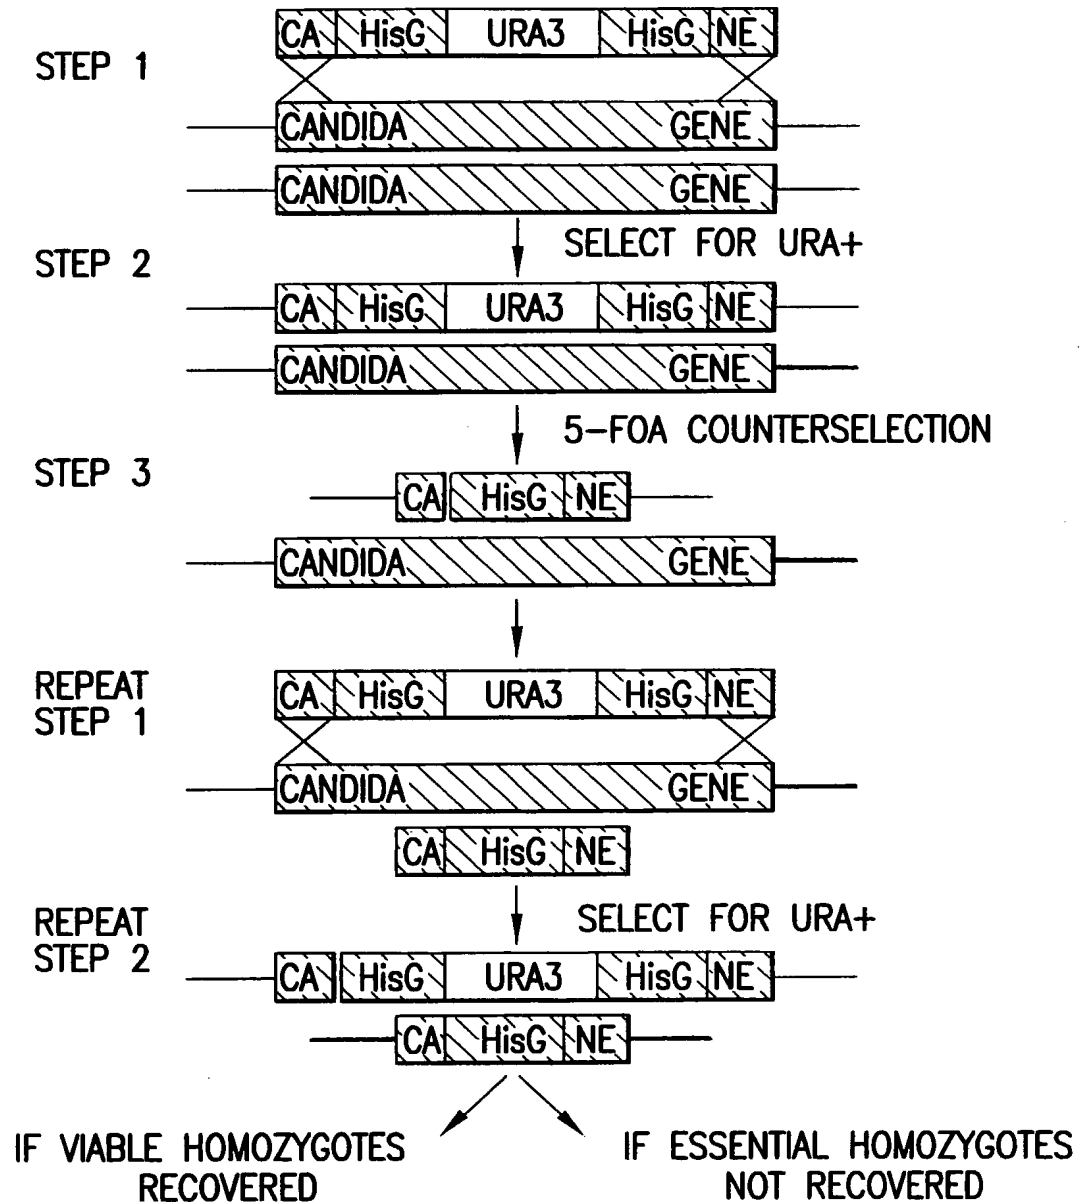 CA HisG URA3 HisG NE
STEP 1
CANDIDA GENE
CANDIDA GENE
SELECT FOR URA+
STEP 2
CA HisG URA3 HisG NE
CANDIDA GENE
5-FOA COUNTERSELECTION
STEP 3
CA HisG NE
CANDIDA GENE
REPEAT
STEP 1
CA HisG URA3 HisG NE
CANDIDA GENE
CA HisG NE
SELECT FOR URA+
REPEAT
STEP 2
CA HisG URA3 HisG NE
CA HisG NE
IF VIABLE HOMOZYGOTES
RECOVERED
IF ESSENTIAL HOMOZYGOTES
NOT RECOVERED